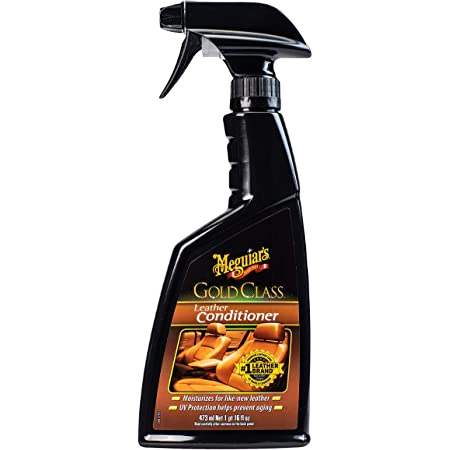 Meguiar's
GOLD CLASS
Leather
Conditioner
#1 LEATHER
BRAND
Moisturizes for like-new leather
UV Protection helps prevent aging
473 ml Net 1 pt 16 fl oz